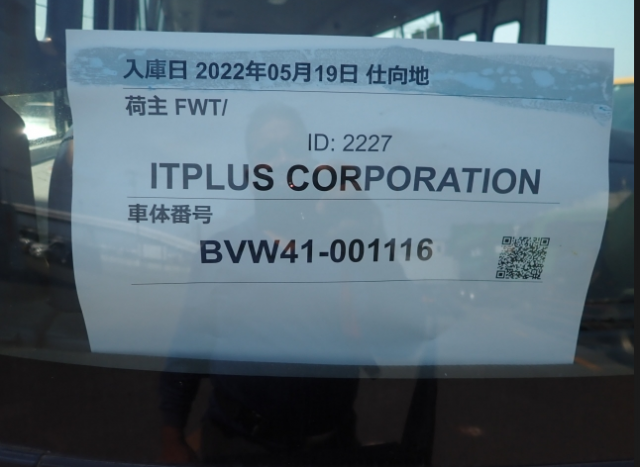 入庫日 2022年05月19日 仕向地
荷主 FWT/
ID: 2227
ITPLUS CORPORATION
車体番号
BVW41-001116